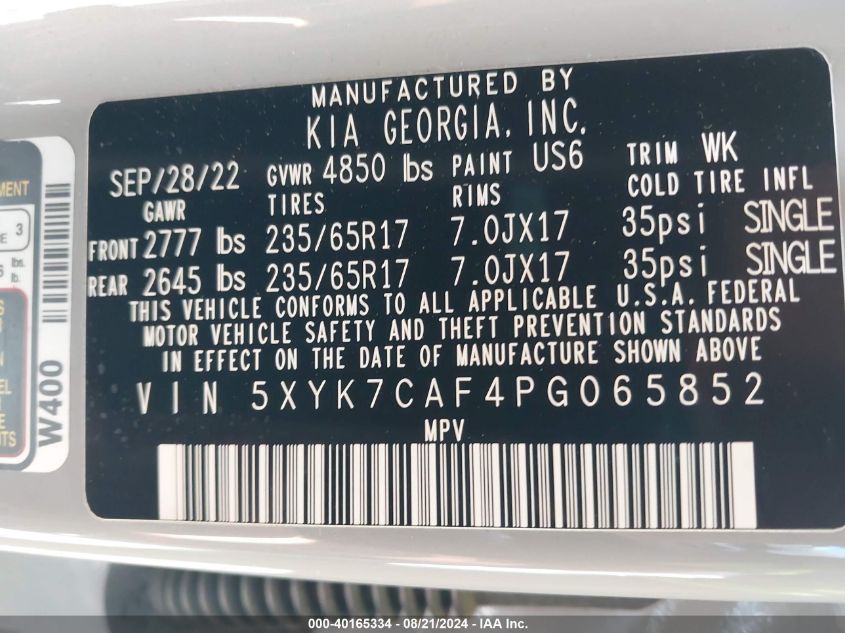 MANUFACTURED BY
KIA GEORGIA, INC.
SEP/28/22 GVWR 4850 lbs PAINT US6 TRIM WK
GAWR TIRES RIMS COLD TIRE INFL
FRONT 2777 lbs 235/65R17 7.0JX17 35psi SINGLE
REAR 2645 lbs 235/65R17 7.0JX17 35psi SINGLE
THIS VEHICLE CONFORMS TO ALL APPLICABLE U.S.A. FEDERAL
MOTOR VEHICLE SAFETY AND THEFT PREVENTION STANDARDS
IN EFFECT ON THE DATE OF MANUFACTURE SHOWN ABOVE
VIN 5XYK7CAF4PG065852
MPV
3
lbs.
lb.
W400
000-40165334 - 08/21/2024 - IAA Inc.